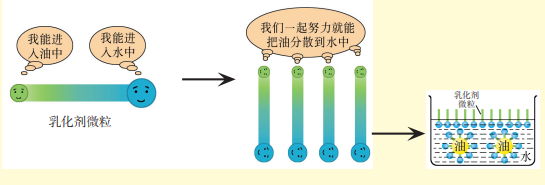 我能进
入油中
我能进
入水中
乳化剂微粒
我们一起努力就能
把油分散到水中
乳化剂
微粒
油
油
水